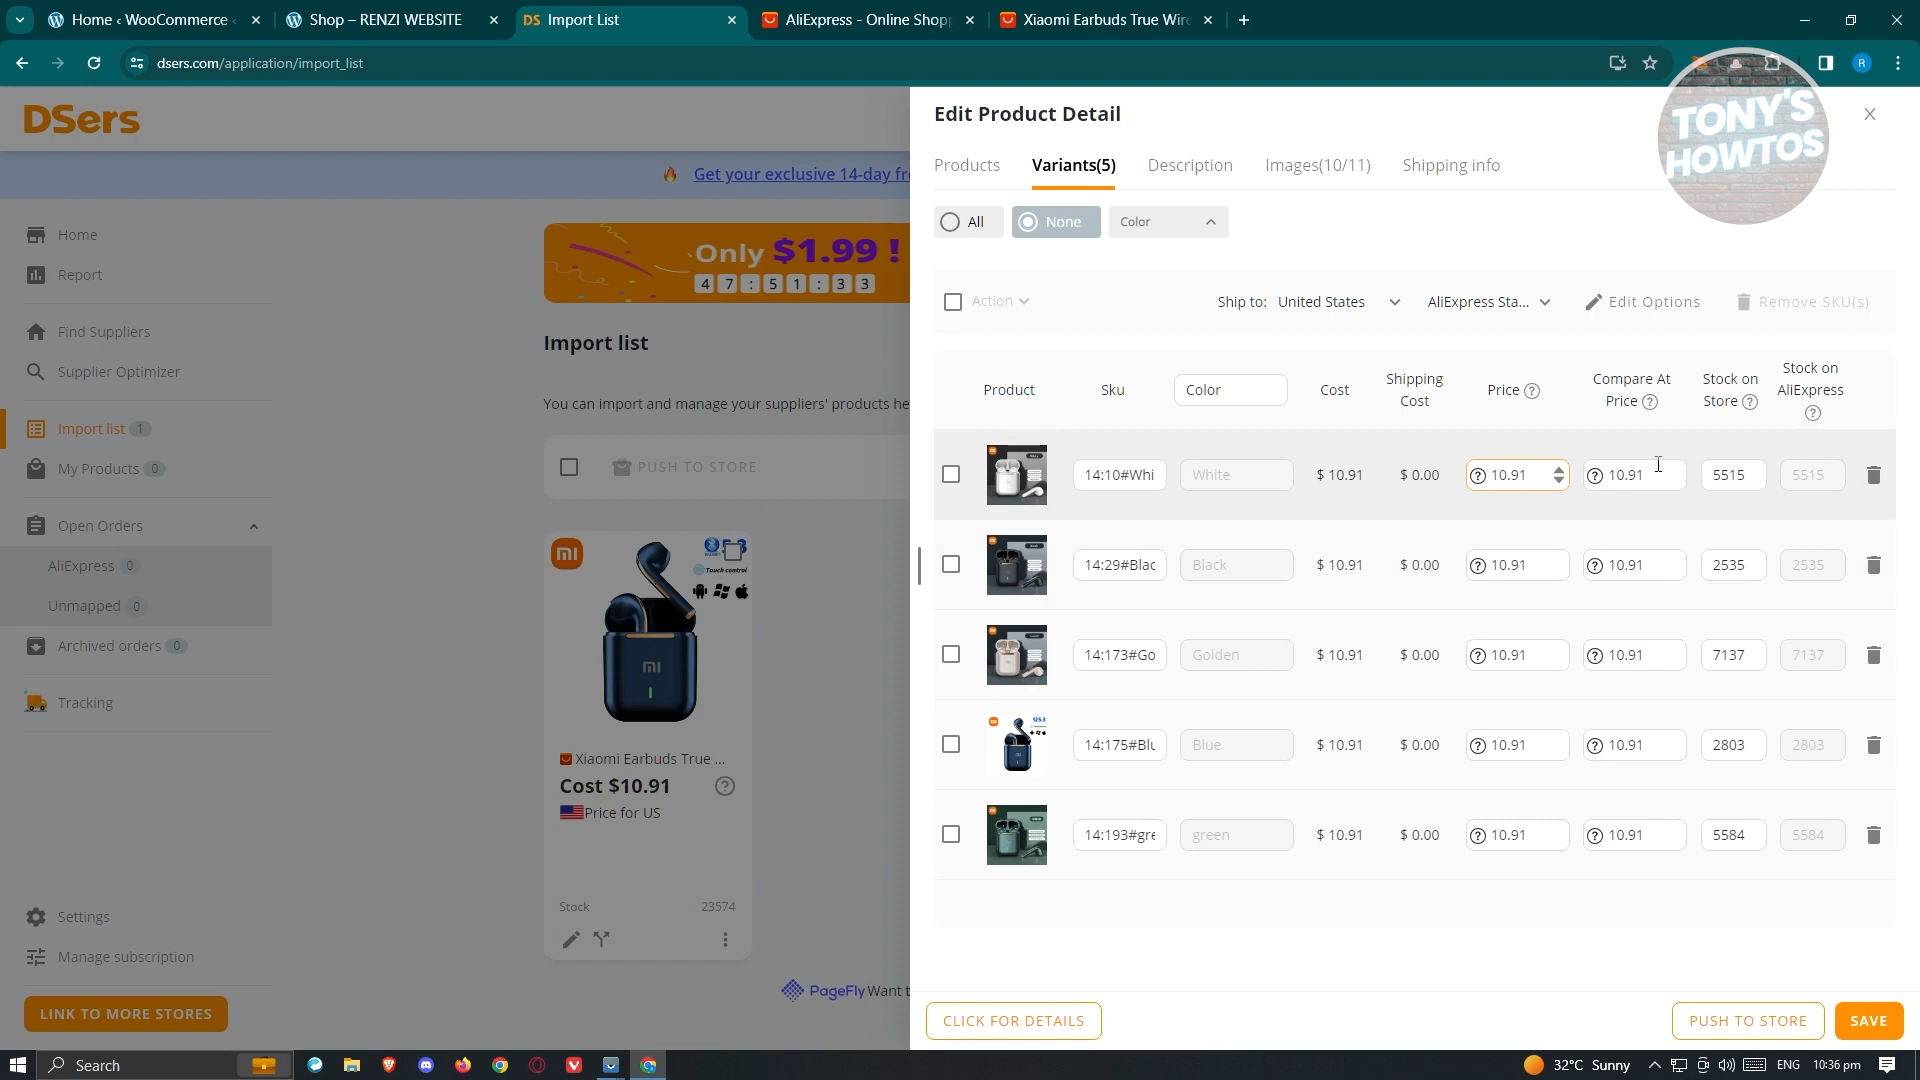 Home ‹ WooCommerce ‹
Shop – RENZI WEBSITE
DS Import List
AliExpress - Online Shopp
Xiaomi Earbuds True Wire
dsers.com/application/import_list
R
TONY'S
HOWTOS
DSers
Get your exclusive 14-day fr
Home
Report
Find Suppliers
Supplier Optimizer
Import list 1
My Products 0
Open Orders
AliExpress 0
Unmapped 0
Archived orders 0
Tracking
Settings
Manage subscription
LINK TO MORE STORES
Only $1.99 !
4 7 : 5 1 : 3 3
Import list
You can import and manage your suppliers' products he
PUSH TO STORE
mi
5.3
Touch control
mi
Xiaomi Earbuds True ...
Cost $10.91
Price for US
Stock 23574
PageFly Want t
Edit Product Detail
Products Variants(5) Description Images(10/11) Shipping info
All None Color
Action Ship to: United States AliExpress Sta... Edit Options Remove SKU(s)
Product Sku Color Cost Shipping Cost Price Compare At Price Stock on Store Stock on AliExpress
14:10#Whi White $ 10.91 $ 0.00 10.91 10.91 5515 5515
14:29#Blac Black $ 10.91 $ 0.00 10.91 10.91 2535 2535
14:173#Go Golden $ 10.91 $ 0.00 10.91 10.91 7137 7137
14:175#Blu Blue $ 10.91 $ 0.00 10.91 10.91 2803 2803
14:193#gre green $ 10.91 $ 0.00 10.91 10.91 5584 5584
CLICK FOR DETAILS PUSH TO STORE SAVE
Search
32°C Sunny ENG 10:36 pm